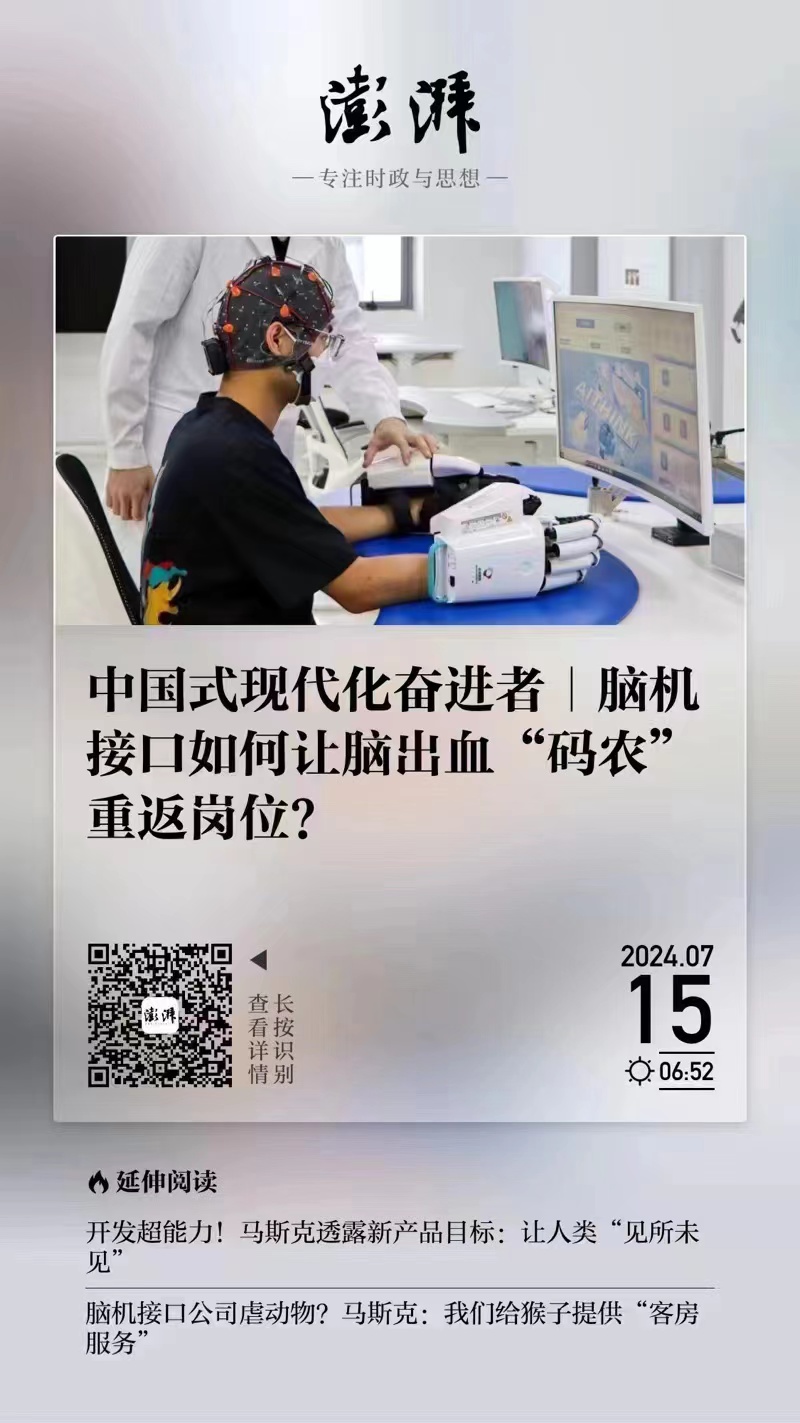 澎湃
专注时政与思想
AITHINK
中国式现代化奋进者｜脑机
接口如何让脑出血“码农”
重返岗位？
澎湃
长按识别
查看详情
2024.07
15
06:52
延伸阅读
开发超能力！马斯克透露新产品目标：让人类“见所未
见”
脑机接口公司虐动物？马斯克：我们给猴子提供“客房
服务”